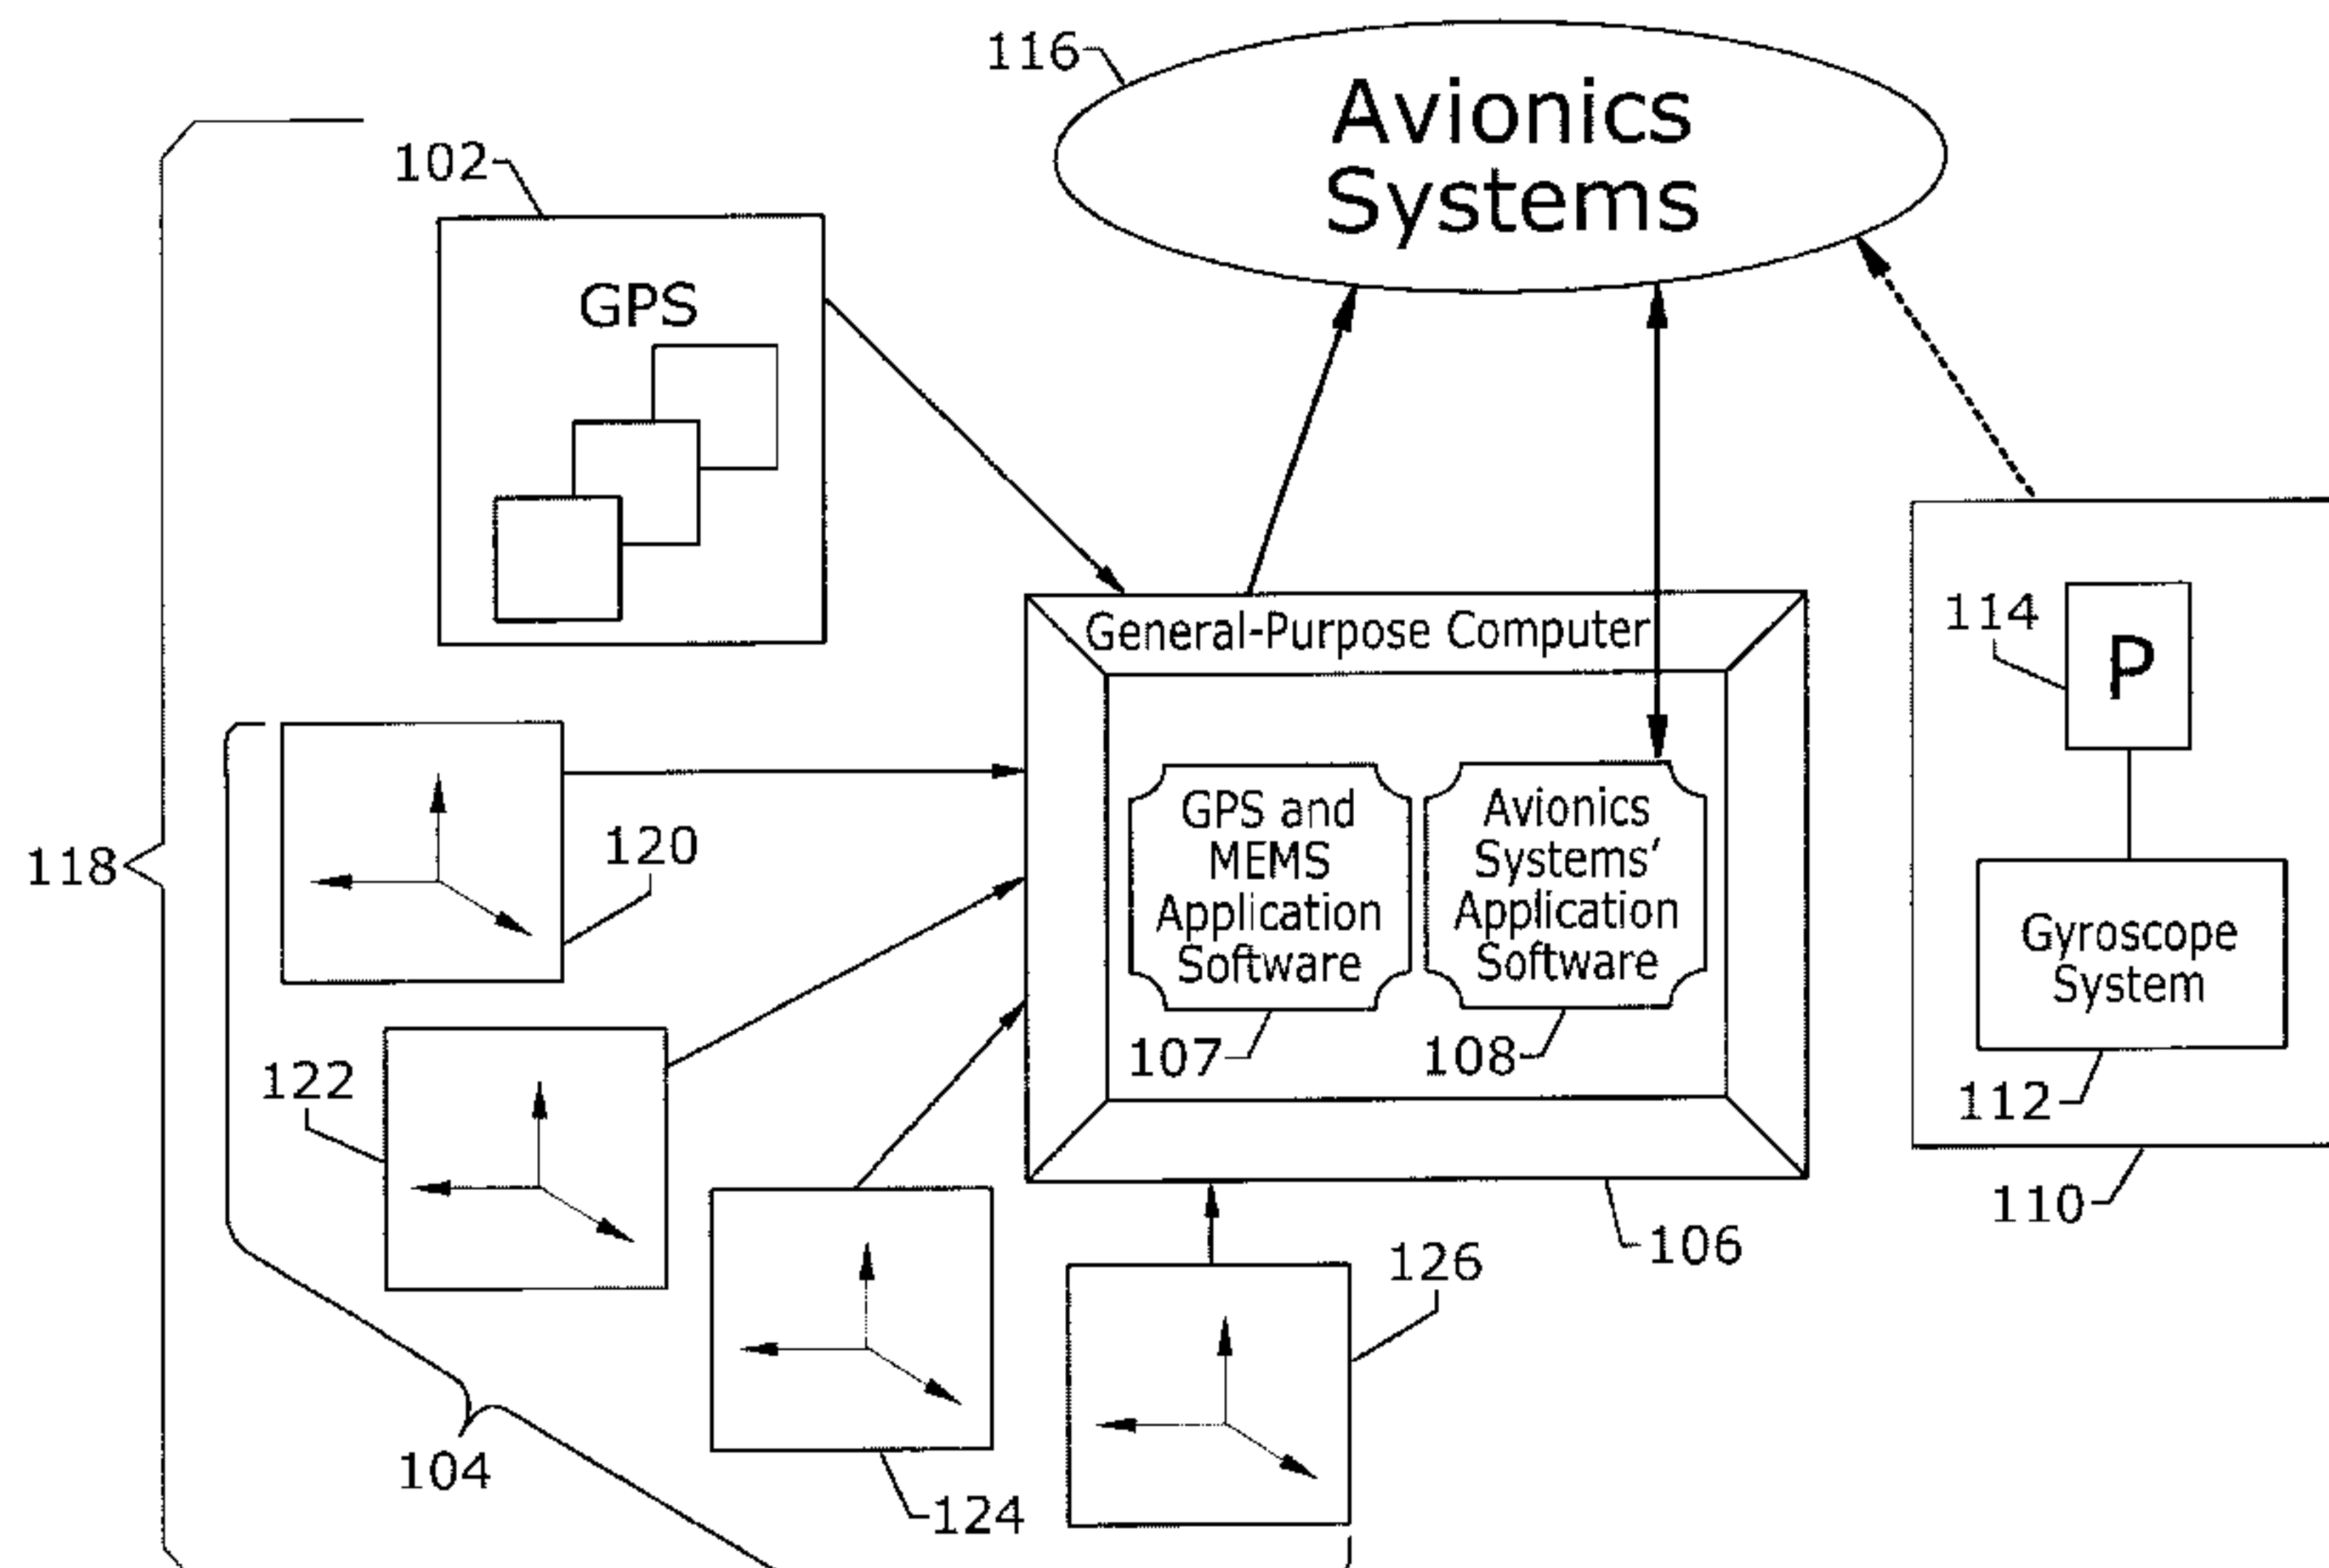 116
Avionics
Systems
102
GPS
General-Purpose Computer
114
P
118
120
GPS and
MEMS
Application
Software
Avionics
Systems'
Application
Software
Gyroscope
System
107
108
122
112
110
106
126
104
124